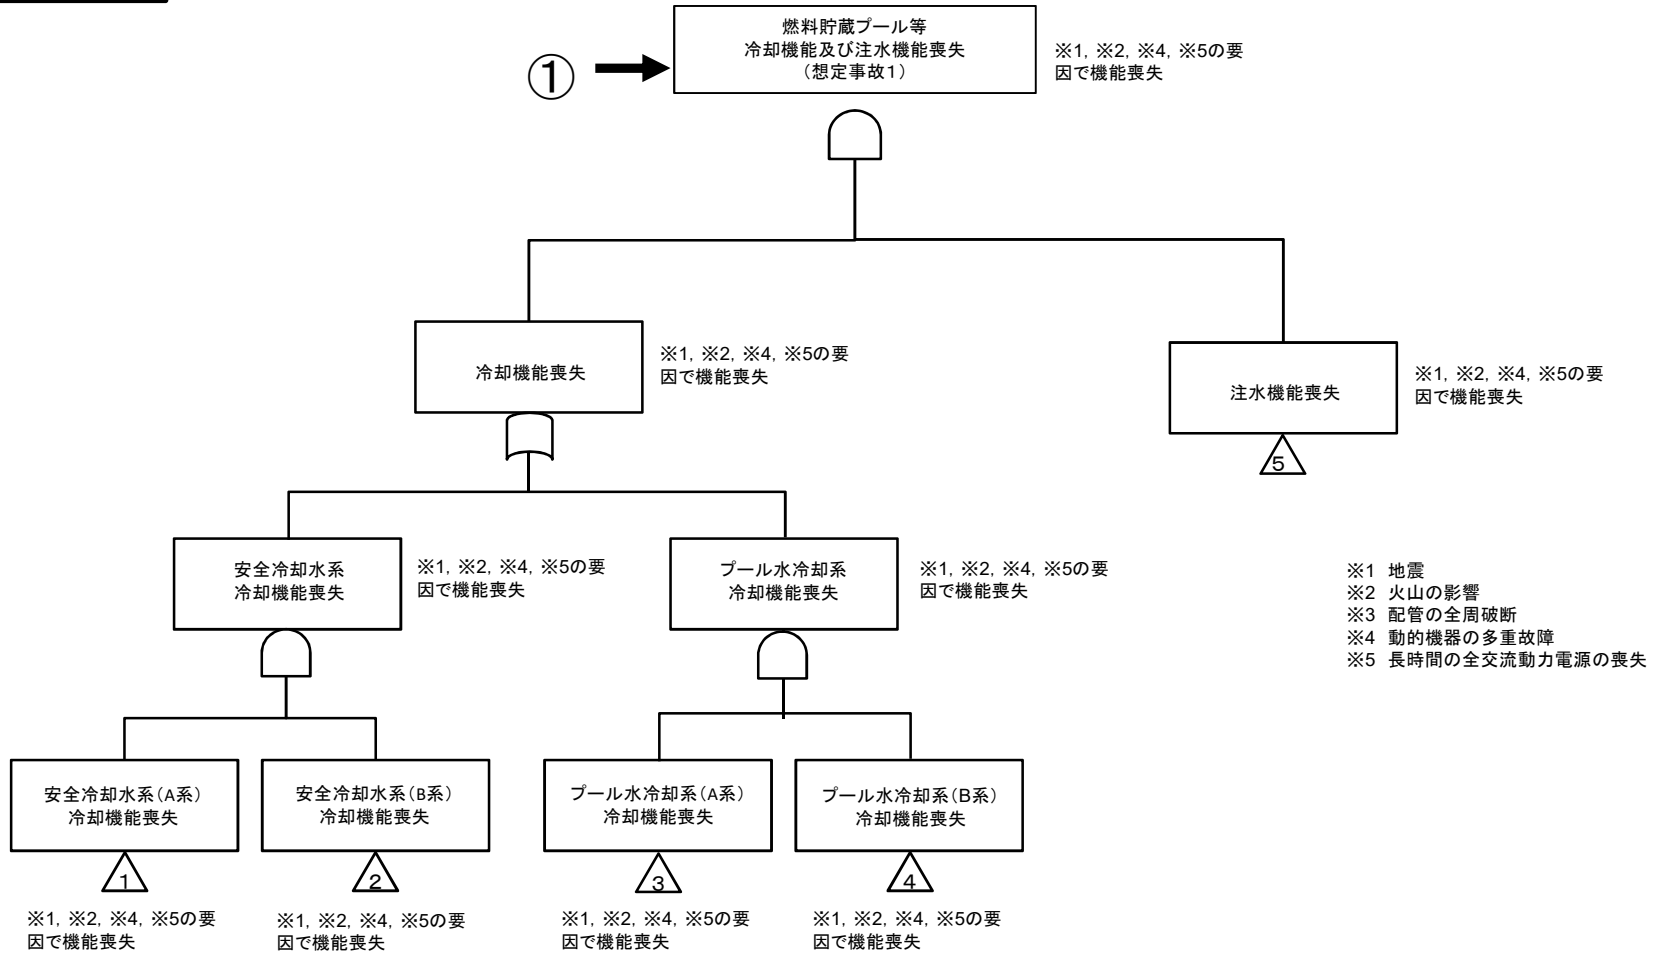 燃料貯蔵プール等
冷却機能及び注水機能喪失
（想定事故１）
※1, ※2, ※4, ※5の要
因で機能喪失
①
冷却機能喪失
※1, ※2, ※4, ※5の要
因で機能喪失
注水機能喪失
※1, ※2, ※4, ※5の要
因で機能喪失
5
安全冷却水系
冷却機能喪失
※1, ※2, ※4, ※5の要
因で機能喪失
プール水冷却系
冷却機能喪失
※1, ※2, ※4, ※5の要
因で機能喪失
※1 地震
※2 火山の影響
※3 配管の全周破断
※4 動的機器の多重故障
※5 長時間の全交流動力電源の喪失
安全冷却水系（A系）
冷却機能喪失
1
※1, ※2, ※4, ※5の要
因で機能喪失
安全冷却水系（B系）
冷却機能喪失
2
※1, ※2, ※4, ※5の要
因で機能喪失
プール水冷却系（A系）
冷却機能喪失
3
※1, ※2, ※4, ※5の要
因で機能喪失
プール水冷却系（B系）
冷却機能喪失
4
※1, ※2, ※4, ※5の要
因で機能喪失